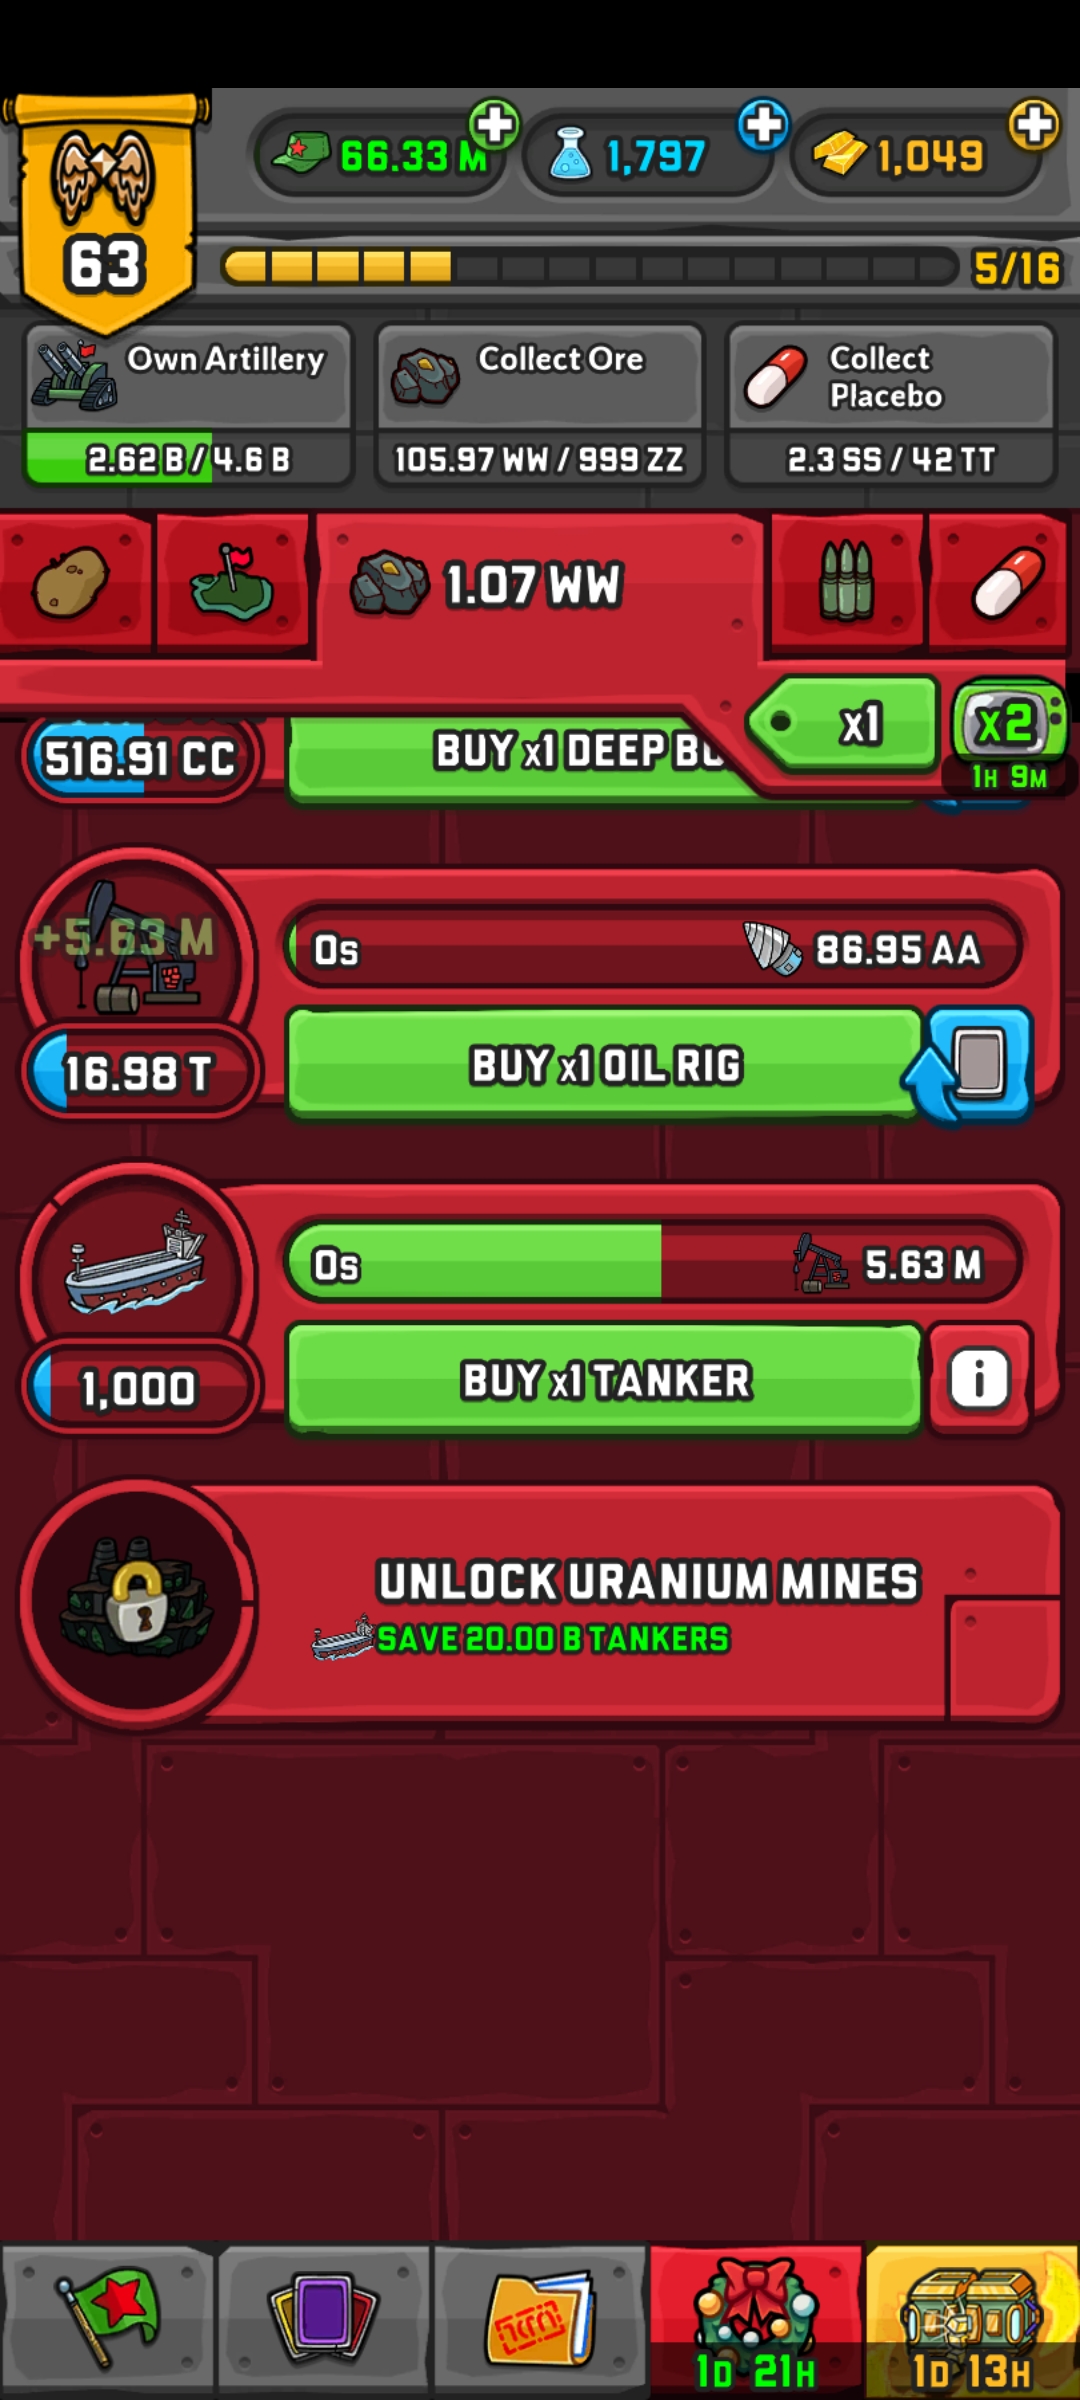 66.33 M
1,797
1,049
63
5/16
Own Artillery
2.62 B / 4.6 B
Collect Ore
105.97 WW / 999 ZZ
Collect
Placebo
2.3 SS / 42 TT
1.07 WW
x1
x2
1H 9M
516.91 CC
BUY x1 DEEP
+5.63 M
0s
86.95 AA
16.98 T
BUY x1 OIL RIG
0s
5.63 M
1,000
BUY x1 TANKER
i
UNLOCK URANIUM MINES
SAVE 20.00 B TANKERS
1D 21H
1D 13H